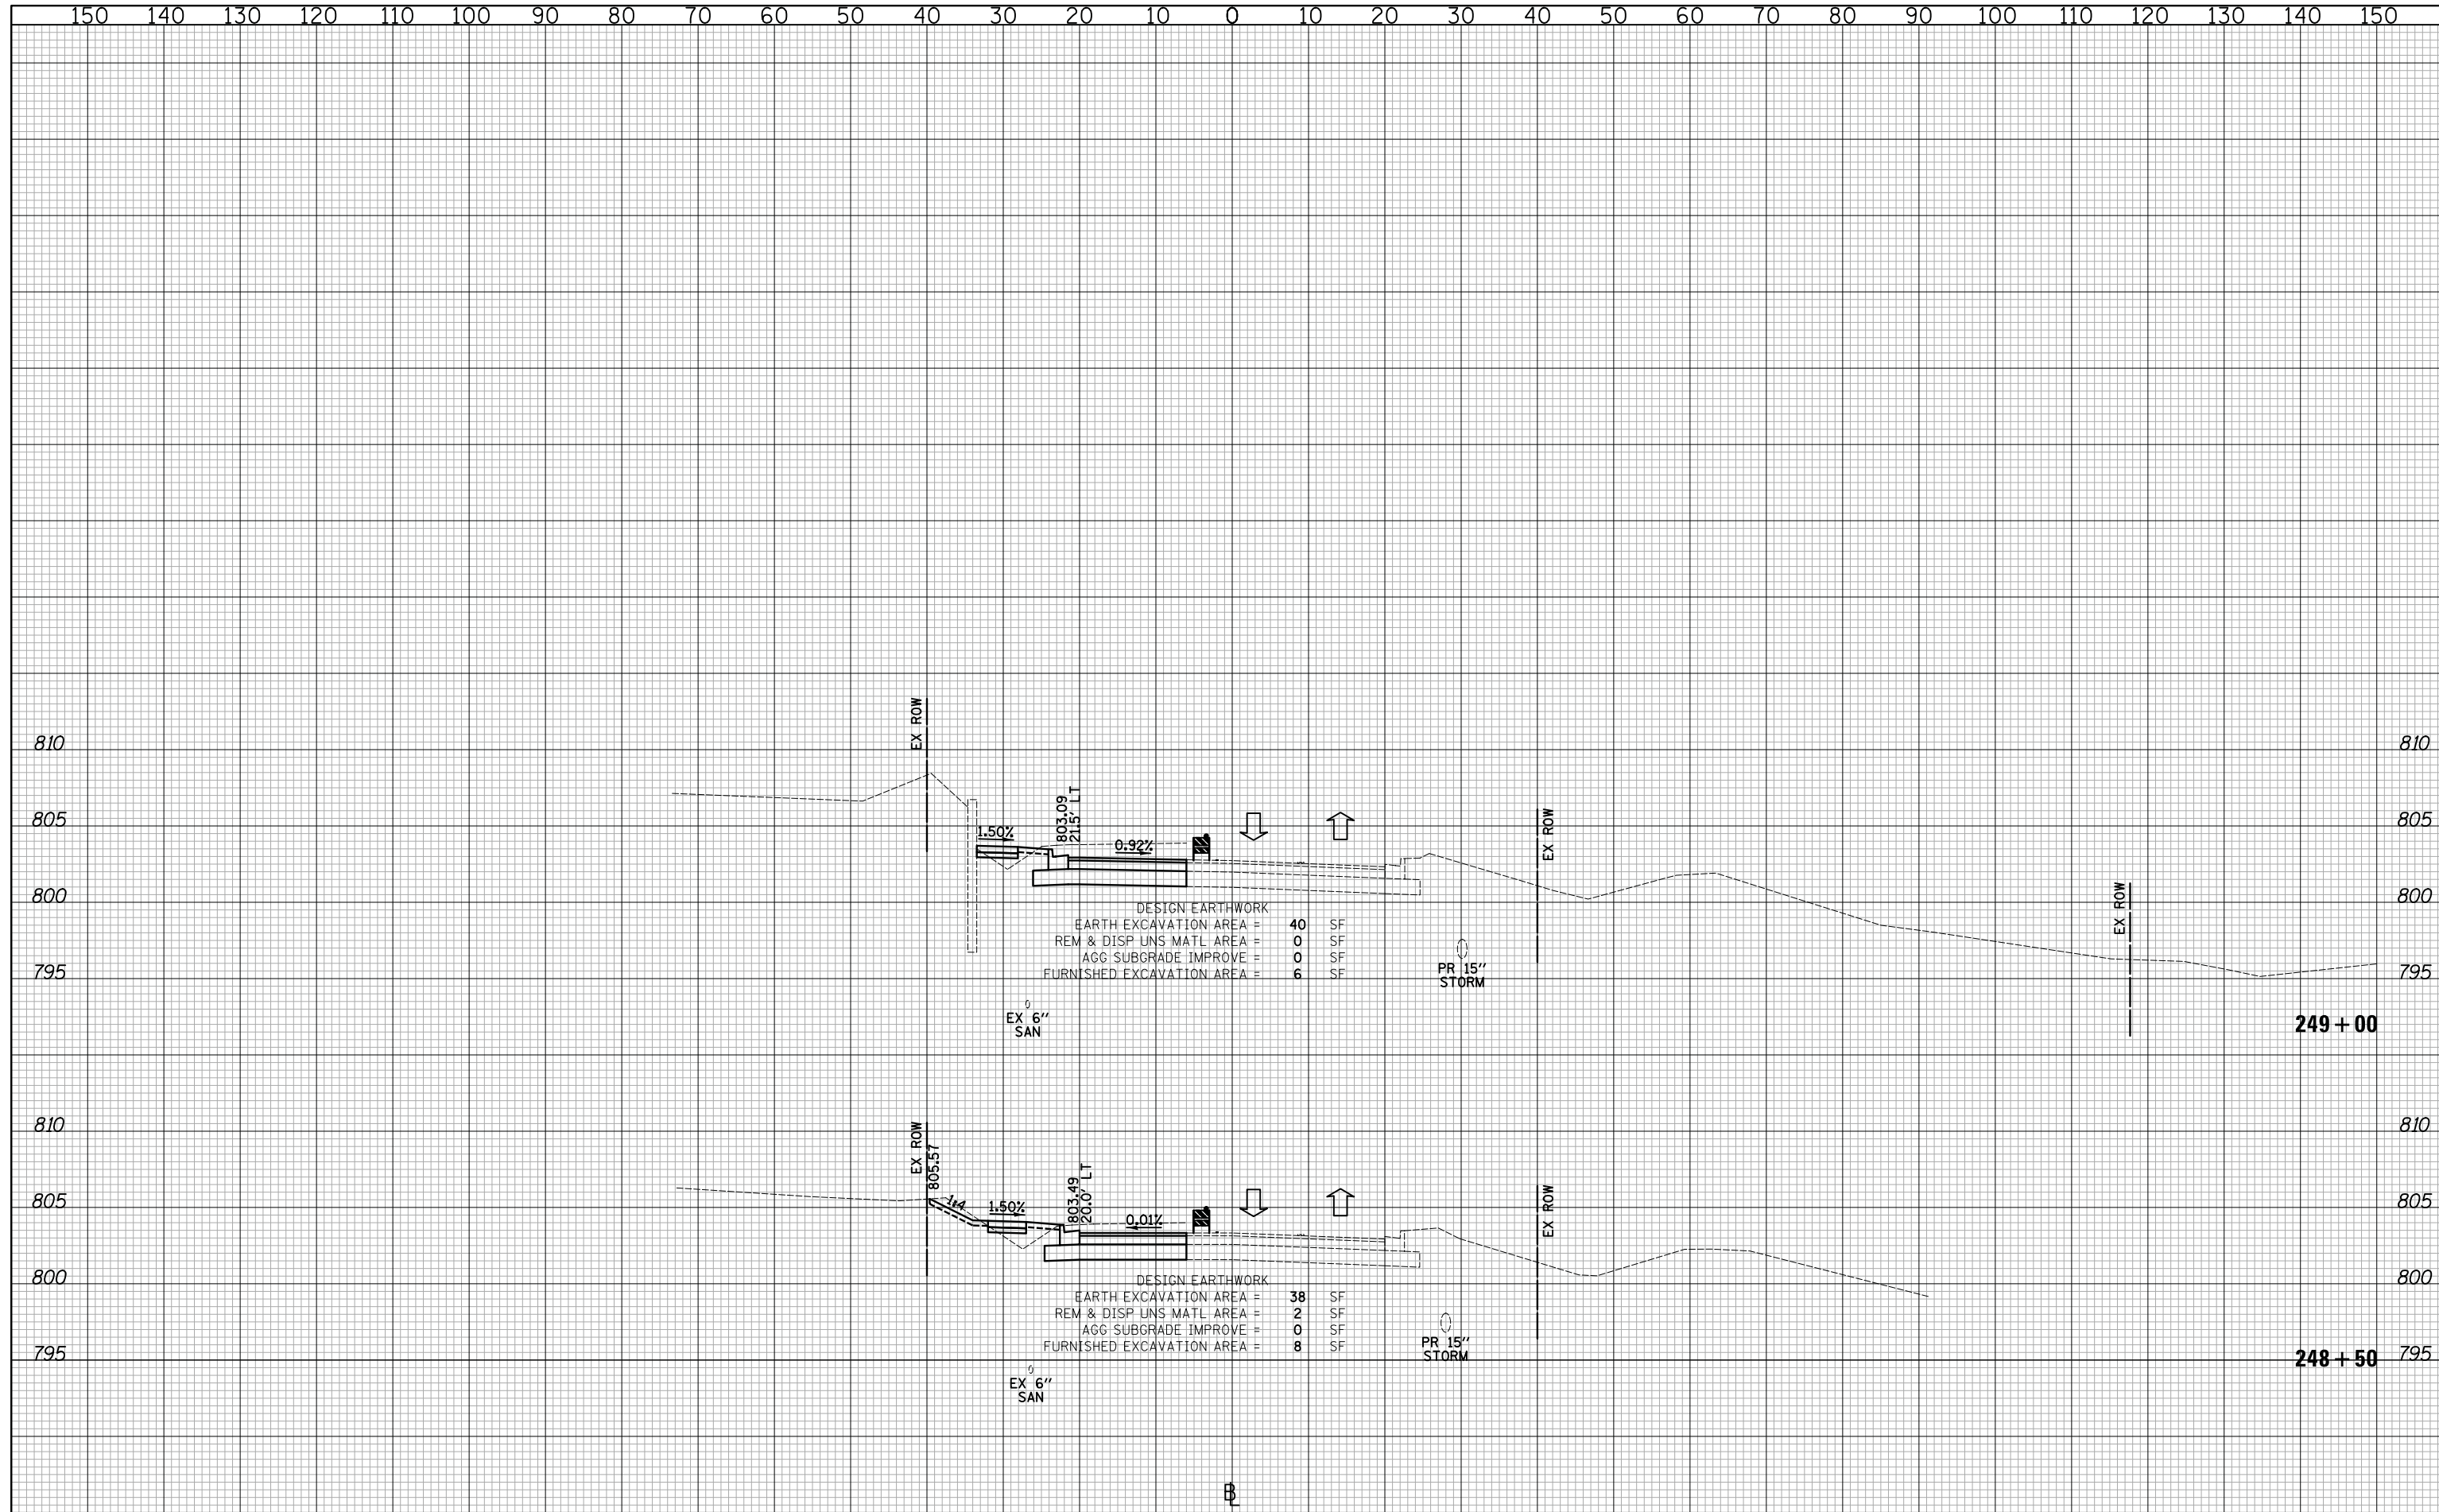 150 140 130 120 110 100 90 80 70 60 50 40 30 20 10 0 10 20 30 40 50 60 70 80 90 100 110 120 130 140 150
EX ROW
810 810
803.09
21.5' LT
805 805
1.50%
0.92%
EX ROW
800 800
EX ROW
DESIGN EARTHWORK
EARTH EXCAVATION AREA = 40 SF
REM & DISP UNS MATL AREA = 0 SF
AGG SUBGRADE IMPROVE = 0 SF
FURNISHED EXCAVATION AREA = 6 SF
795 795
PR 15"
STORM
EX 6"
SAN
249+00
810 810
EX ROW
805.57
803.49
20.0' LT
805 805
1:4
1.50%
0.01%
EX ROW
800 800
DESIGN EARTHWORK
EARTH EXCAVATION AREA = 38 SF
REM & DISP UNS MATL AREA = 2 SF
AGG SUBGRADE IMPROVE = 0 SF
FURNISHED EXCAVATION AREA = 8 SF
PR 15"
STORM
795 248+50 795
EX 6"
SAN
BL